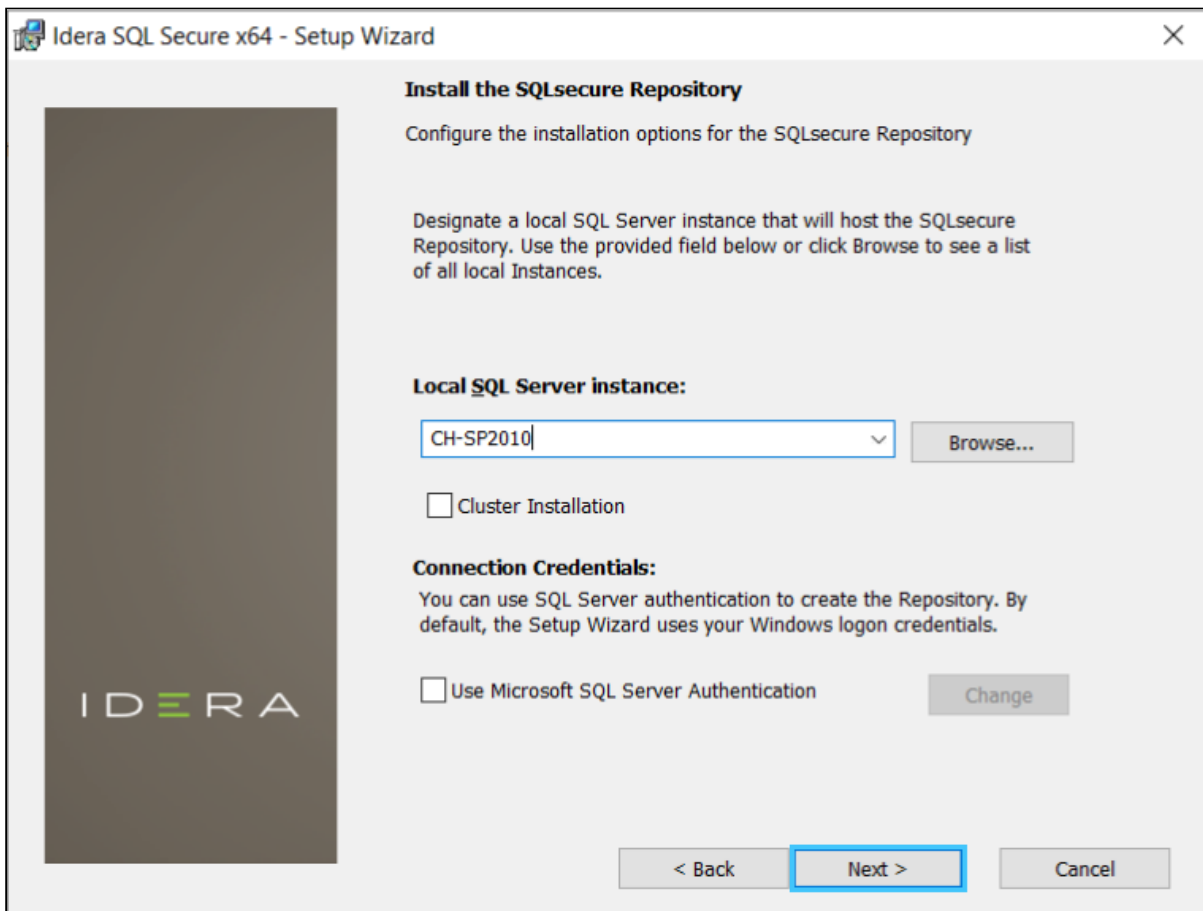 Idera SQL Secure x64 - Setup Wizard
Install the SQLsecure Repository
Configure the installation options for the SQLsecure Repository
Designate a local SQL Server instance that will host the SQLsecure
Repository. Use the provided field below or click Browse to see a list
of all local Instances.
Local SQL Server instance:
CH-SP2010
Browse...
Cluster Installation
Connection Credentials:
You can use SQL Server authentication to create the Repository. By
default, the Setup Wizard uses your Windows logon credentials.
Use Microsoft SQL Server Authentication
Change
IDERA
< Back
Next >
Cancel